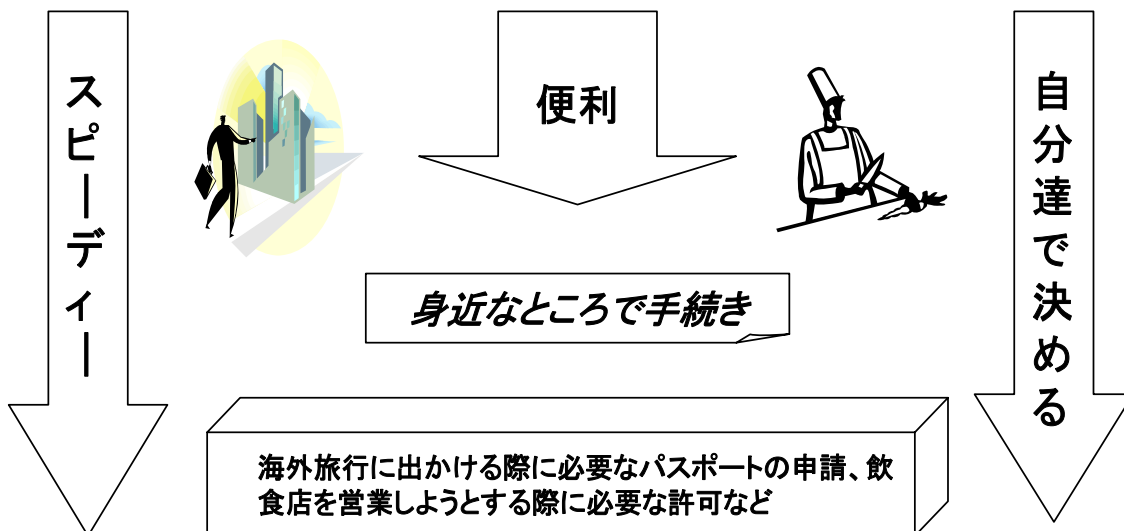 スピーディー
便利
自分達で決める
身近なところで手続き
海外旅行に出かける際に必要なパスポートの申請、飲
食店を営業しようとする際に必要な許可など